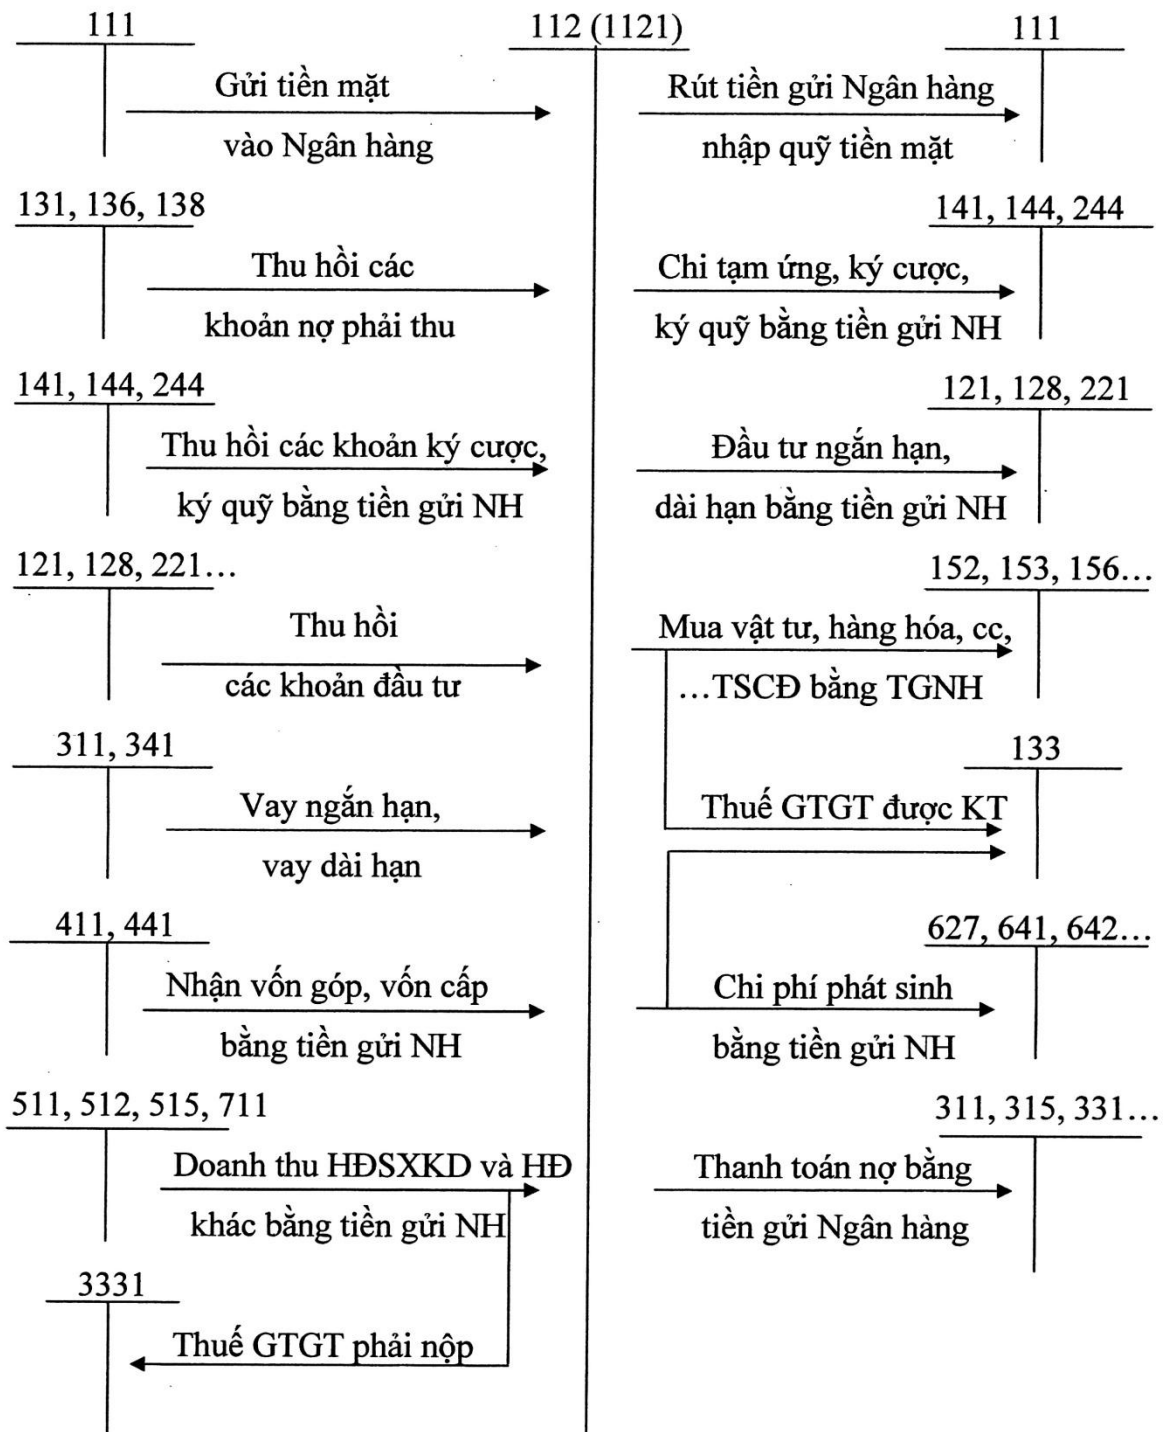 111
112 (1121)
111
Gửi tiền mặt
vào Ngân hàng
Rút tiền gửi Ngân hàng
nhập quỹ tiền mặt
131, 136, 138
141, 144, 244
Thu hồi các
khoản nợ phải thu
Chi tạm ứng, ký cược,
ký quỹ bằng tiền gửi NH
141, 144, 244
121, 128, 221
Thu hồi các khoản ký cược,
ký quỹ bằng tiền gửi NH
Đầu tư ngắn hạn,
dài hạn bằng tiền gửi NH
121, 128, 221...
152, 153, 156...
Thu hồi
các khoản đầu tư
Mua vật tư, hàng hóa, cc,
...TSCĐ bằng TGNH
311, 341
133
Vay ngắn hạn,
vay dài hạn
Thuế GTGT được KT
411, 441
627, 641, 642...
Nhận vốn góp, vốn cấp
bằng tiền gửi NH
Chi phí phát sinh
bằng tiền gửi NH
511, 512, 515, 711
311, 315, 331...
Doanh thu HĐSXKD và HĐ
khác bằng tiền gửi NH
Thanh toán nợ bằng
tiền gửi Ngân hàng
3331
Thuế GTGT phải nộp